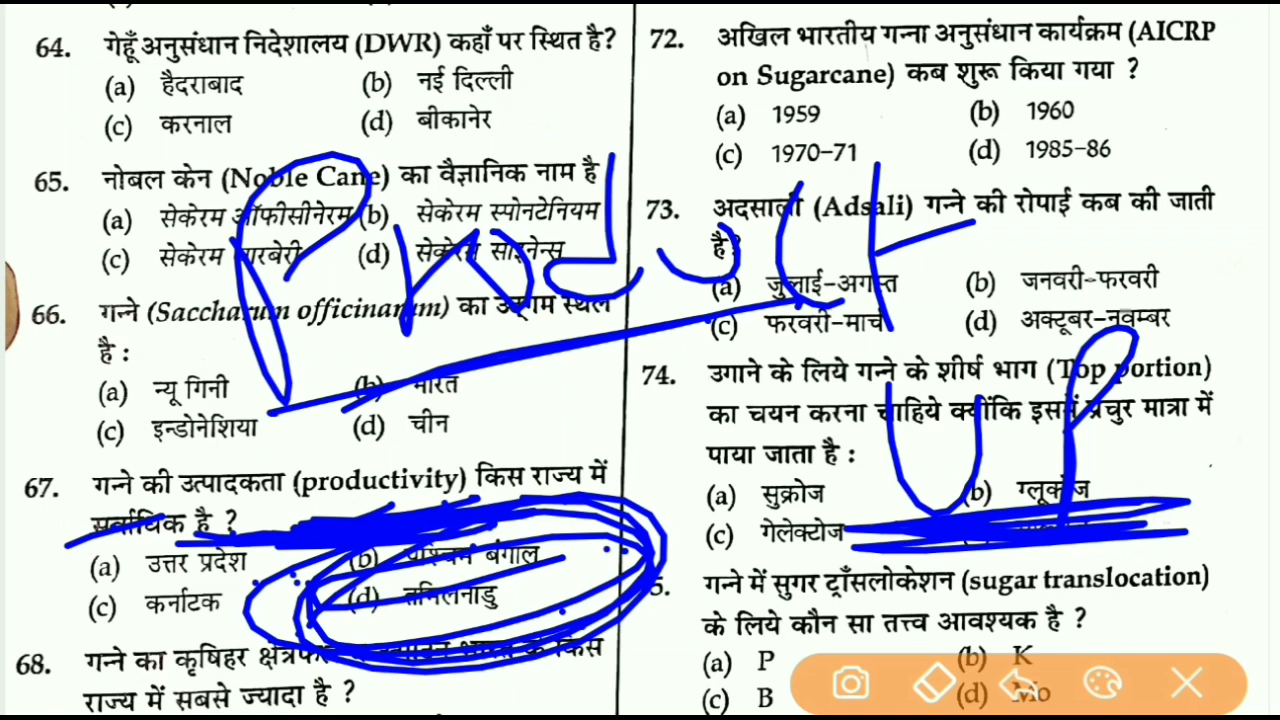 64. गेहूँ अनुसंधान निदेशालय (DWR) कहाँ पर स्थित है?
(a) हैदराबाद (b) नई दिल्ली
(c) करनाल (d) बीकानेर
65. नोबल केन (Noble Cane) का वैज्ञानिक नाम है
(a) सेकेरम ऑफीसीनेरम (b) सेकेरम स्पोनटेनियम
(c) सेकेरम बारबेरी (d) सेकेरम साइनेन्स
66. गन्ने (Saccharum officinarum) का उद्गम स्थल
है :
(a) न्यू गिनी (b) भारत
(c) इन्डोनेशिया (d) चीन
67. गन्ने की उत्पादकता (productivity) किस राज्य में
सर्वाधिक है ?
(a) उत्तर प्रदेश (b) पश्चिम बंगाल
(c) कर्नाटक (d) तमिलनाडु
68. गन्ने का कृषिहर भारत के किस
राज्य में सबसे ज्यादा है ?
72. अखिल भारतीय गन्ना अनुसंधान कार्यक्रम (AICRP
on Sugarcane) कब शुरू किया गया ?
(a) 1959 (b) 1960
(c) 1970–71 (d) 1985–86
73. अदसाली (Adsali) गन्ने की रोपाई कब की जाती
है?
(a) जुलाई-अगस्त (b) जनवरी-फरवरी
(c) फरवरी-मार्च (d) अक्टूबर-नवम्बर
74. उगाने के लिये गन्ने के शीर्ष भाग (Top portion)
का चयन करना चाहिये क्योंकि इसमें प्रचुर मात्रा में
पाया जाता है :
(a) सुक्रोज (b) ग्लूकोज
(c) गेलेक्टोज
5. गन्ने में सुगर ट्राँसलोकेशन (sugar translocation)
के लिये कौन सा तत्त्व आवश्यक है ?
(a) P (b) K
(c) B (d) Mo
UP